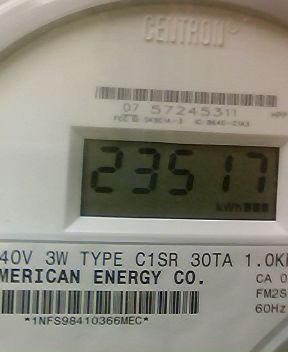 CENTRON®
07 57245311
23517
kWh
40V 3W TYPE C1SR 30TA 1.0K
MERICAN ENERGY CO.
CA 0
FM2S
60Hz
*1NFS98410366MEC*